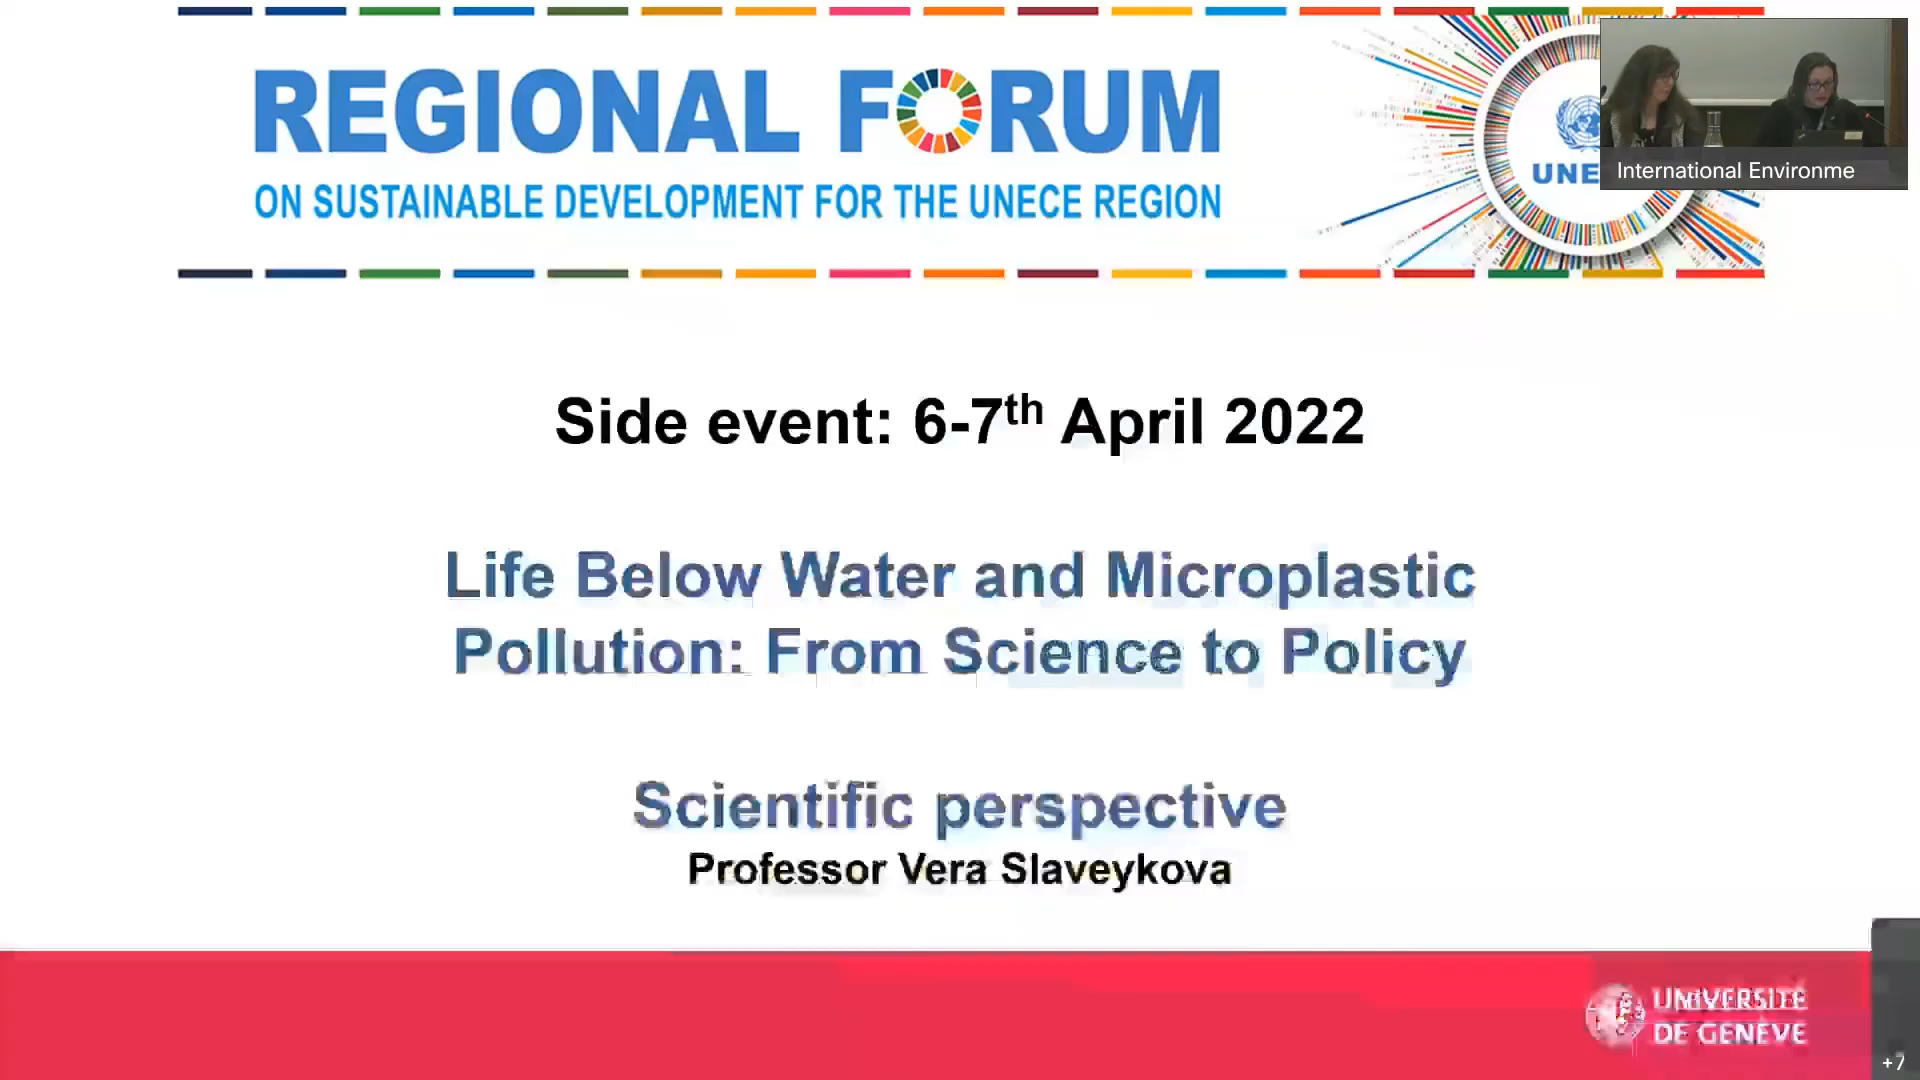 REGIONAL FORUM
ON SUSTAINABLE DEVELOPMENT FOR THE UNECE REGION
UNE
International Environme
Side event: 6-7th April 2022
Life Below Water and Microplastic
Pollution: From Science to Policy
Scientific perspective
Professor Vera Slaveykova
UNIVERSITÉ
DE GENÈVE
+7